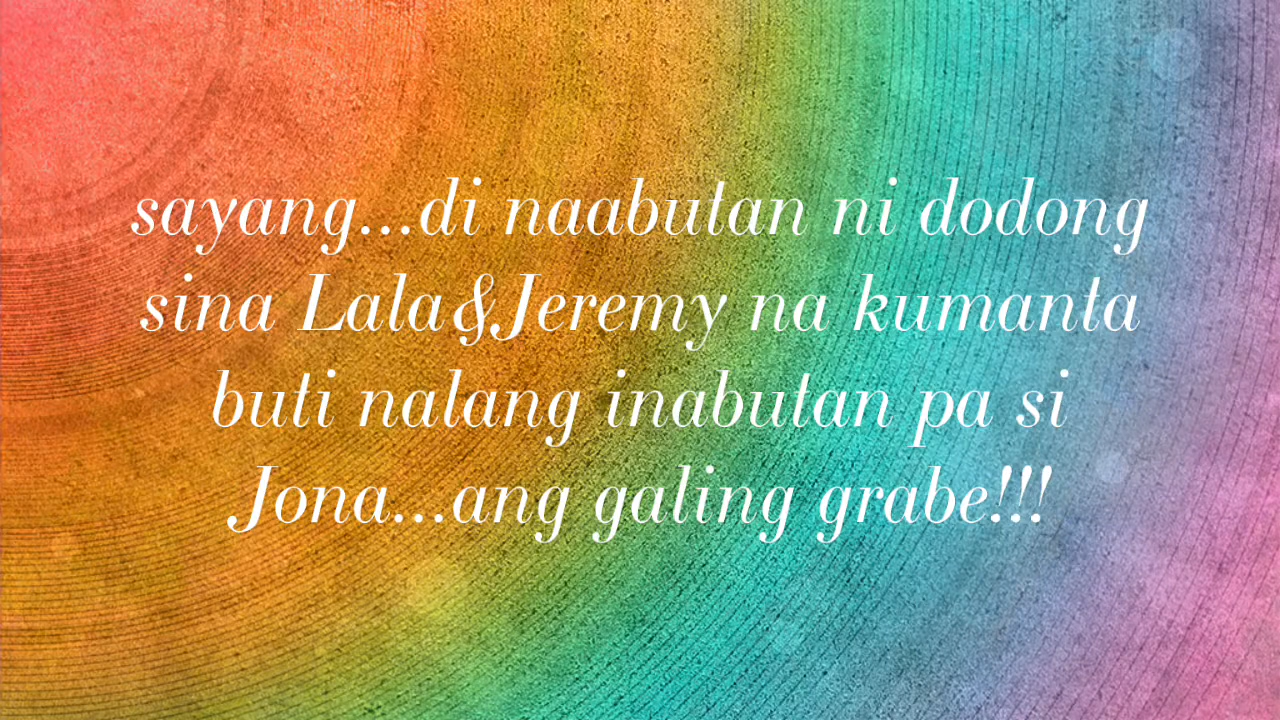 sayang...di naabutan ni dodong
sina Lala&Jeremy na kumanta
buti nalang inabutan pa si
Jona...ang galing grabe!!!